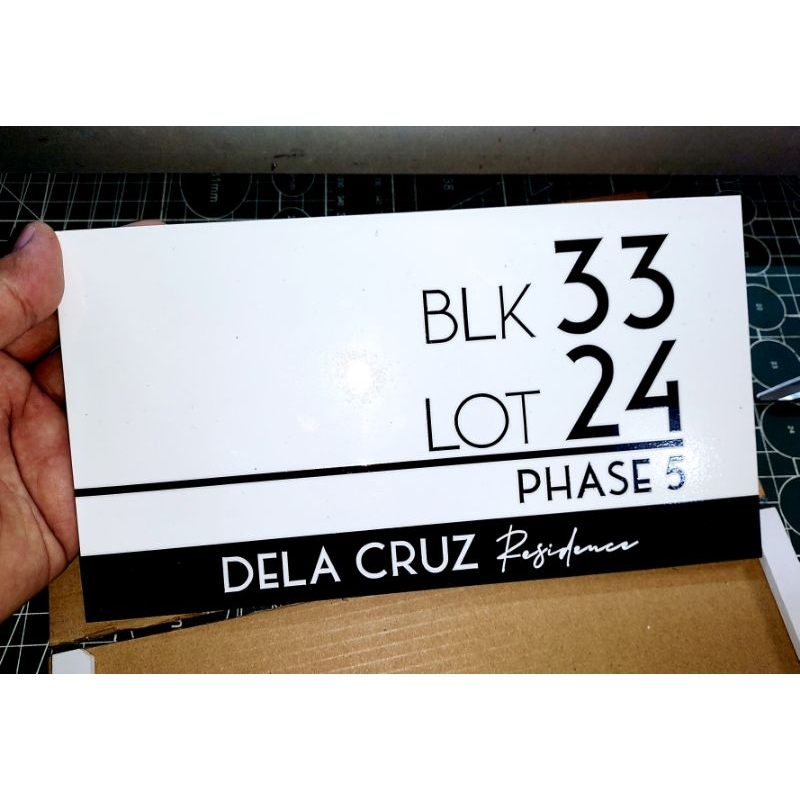 BLK 33
LOT 24
PHASE 5
DELA CRUZ Residence